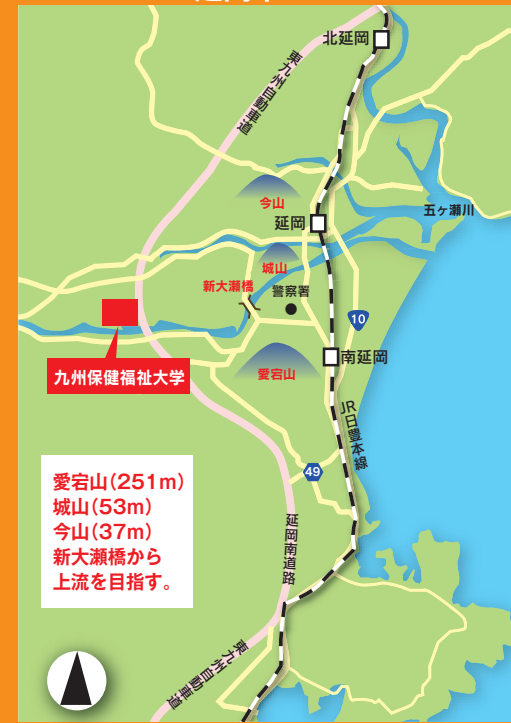 北延岡
東九州自動車道
今山
延岡
五ヶ瀬川
城山
新大瀬橋
警察署
10
九州保健福祉大学
愛宕山
南延岡
JR日豊本線
49
愛宕山(251m)
城山(53m)
今山(37m)
新大瀬橋から
上流を目指す。
延岡南道路
東九州自動車道